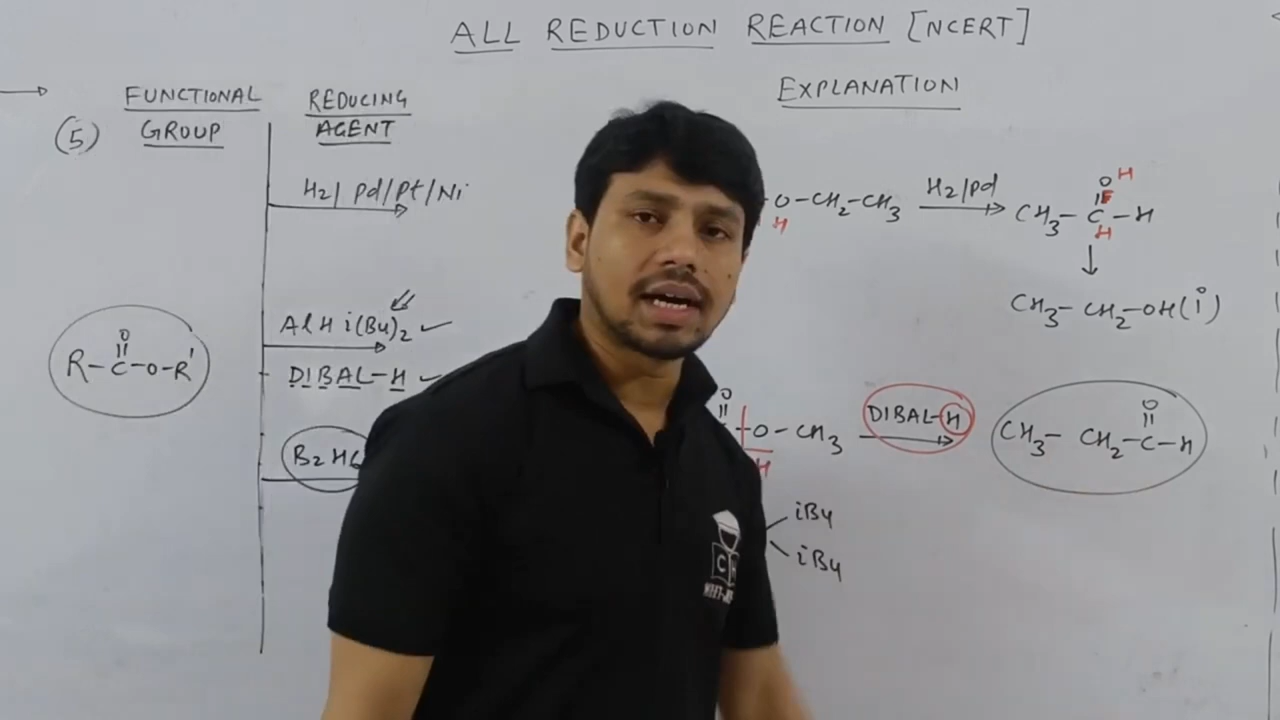 ALL REDUCTION REACTION [NCERT]
FUNCTIONAL GROUP
REDUCING AGENT
EXPLANATION
(5)
H2/ Pd/Pt/Ni
O-CH2-CH3
H
H2/Pd
O H
CH3-C-H
H
CH3-CH2-OH(i)
AlH i(Bu)2
DIBAL-H
B2H6
O
R-C-O-R'
O
O-CH3
H
DIBAL-H
O
CH3-CH2-C-H
iBu
iBu
C